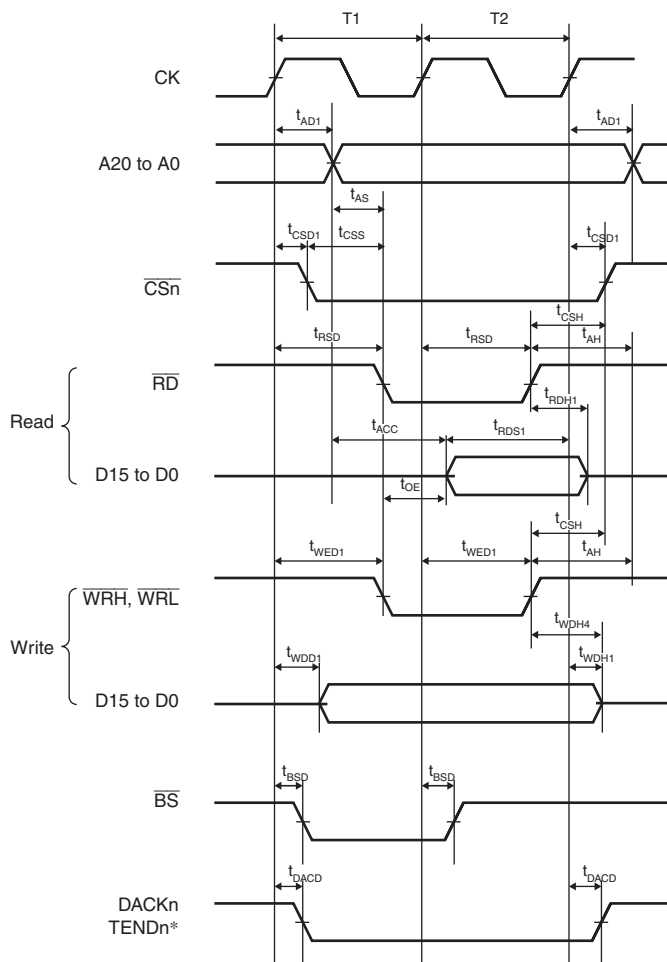 T1 T2
CK
tAD1 tAD1
A20 to A0
tAS
tCSD1 tCSS tCSD1
CSn
tCSH
tRSD tRSD tAH
RD
tRDH1
Read
tACC tRDS1
D15 to D0
tOE
tCSH
tWED1 tWED1 tAH
WRH, WRL
tWDH4
Write
tWDD1 tWDH1
D15 to D0
tBSD tBSD
BS
tDACD tDACD
DACKn
TENDn*